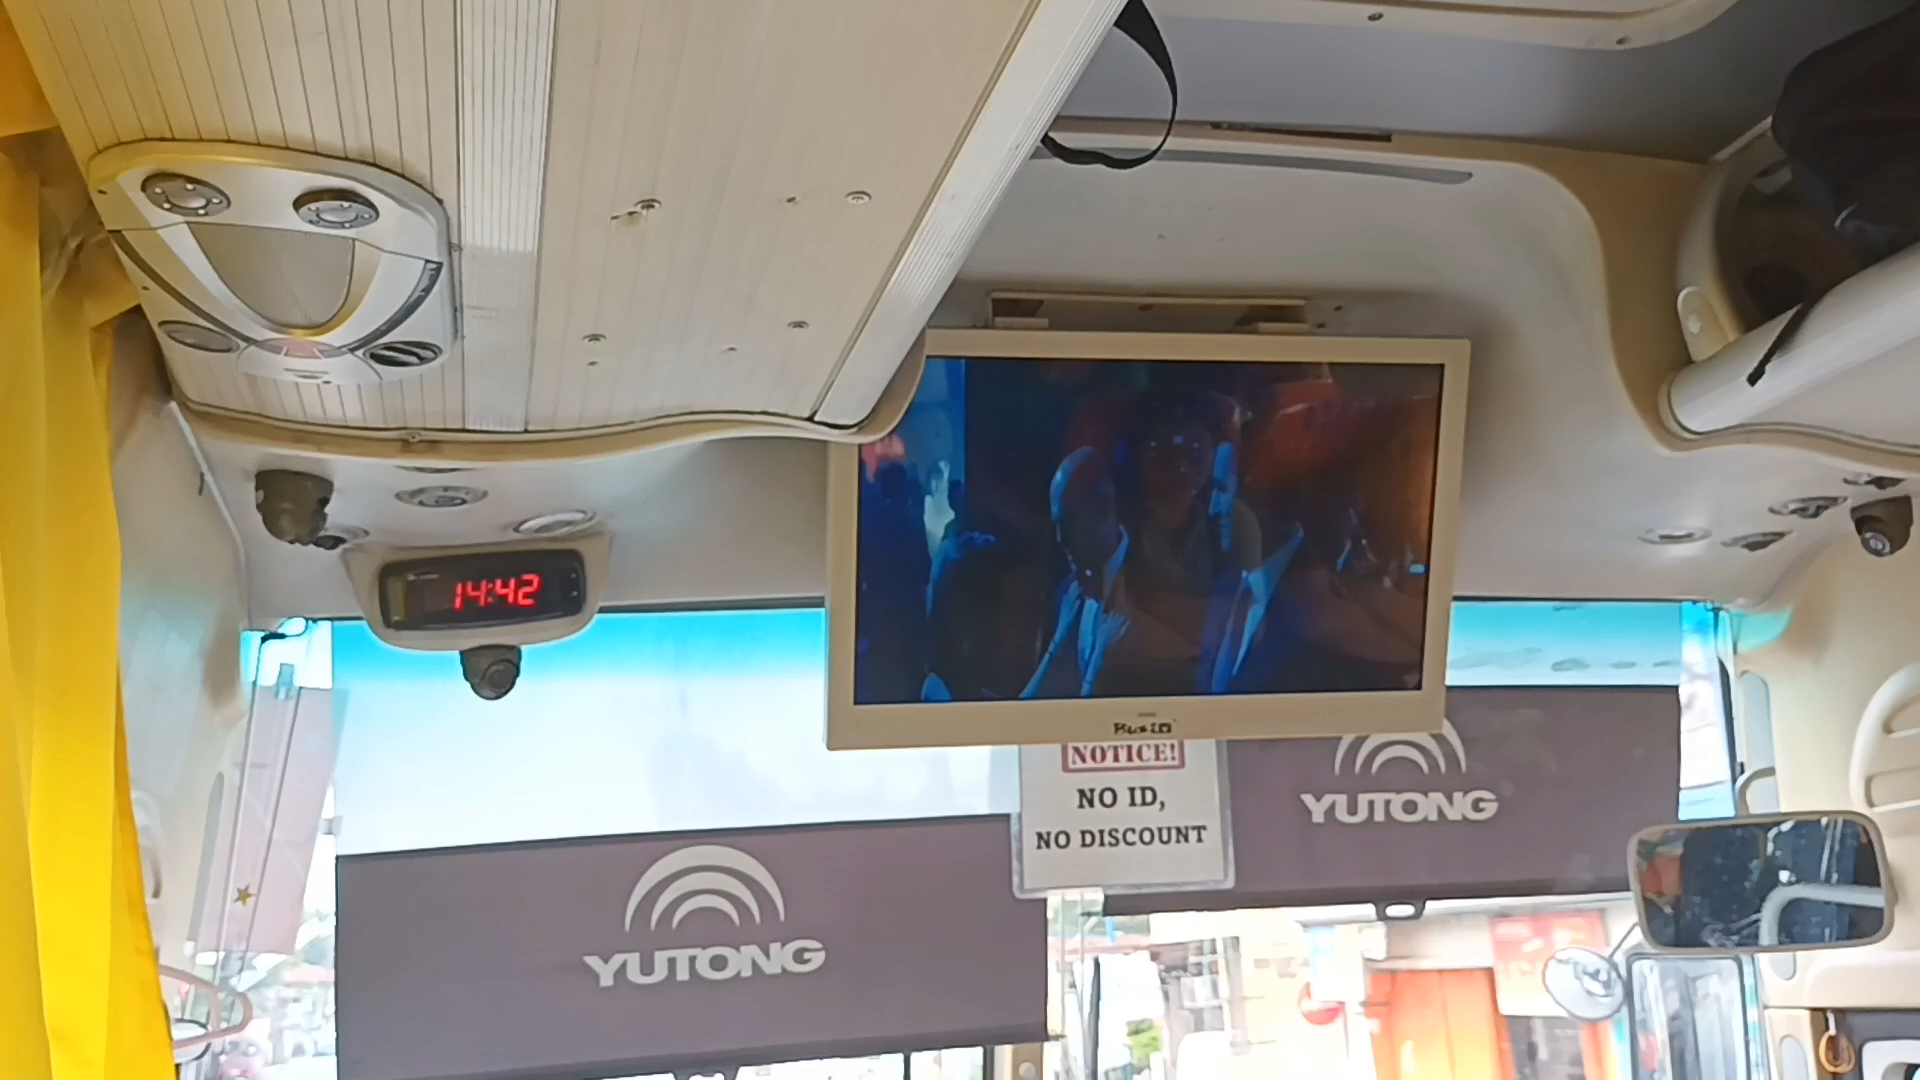 14:42
NOTICE!
NO ID,
NO DISCOUNT
YUTONG
YUTONG